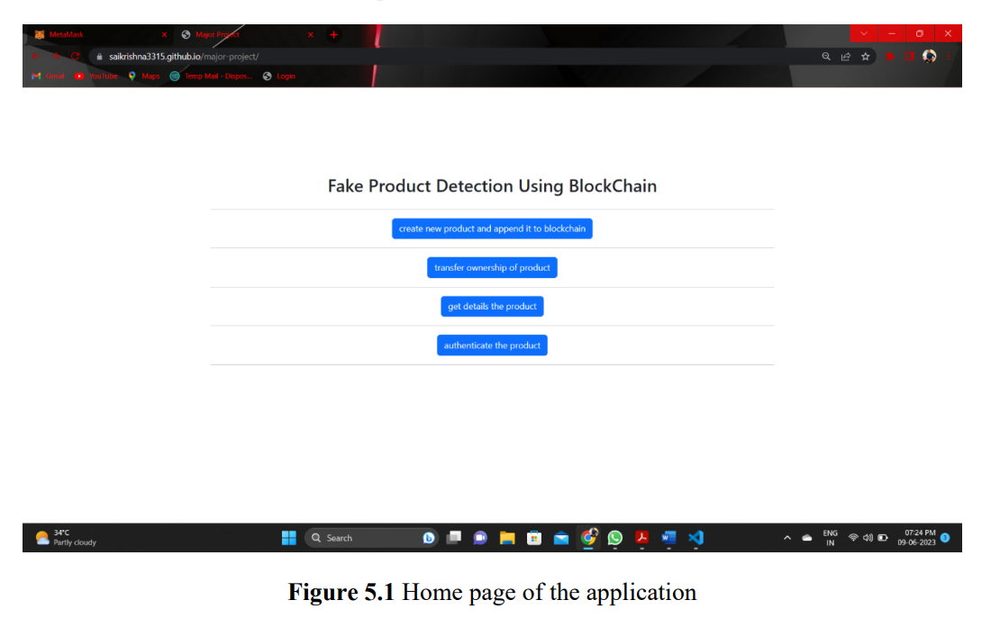 MetaMask
Major Project
saikrishna3315.github.io/major-project/
Gmail YouTube Maps Temp Mail - Dispos... Login
Fake Product Detection Using BlockChain
create new product and append it to blockchain
transfer ownership of product
get details the product
authenticate the product
34°C
Partly cloudy
Search
ENG
IN
07:24 PM
09-06-2023
3
Figure 5.1 Home page of the application